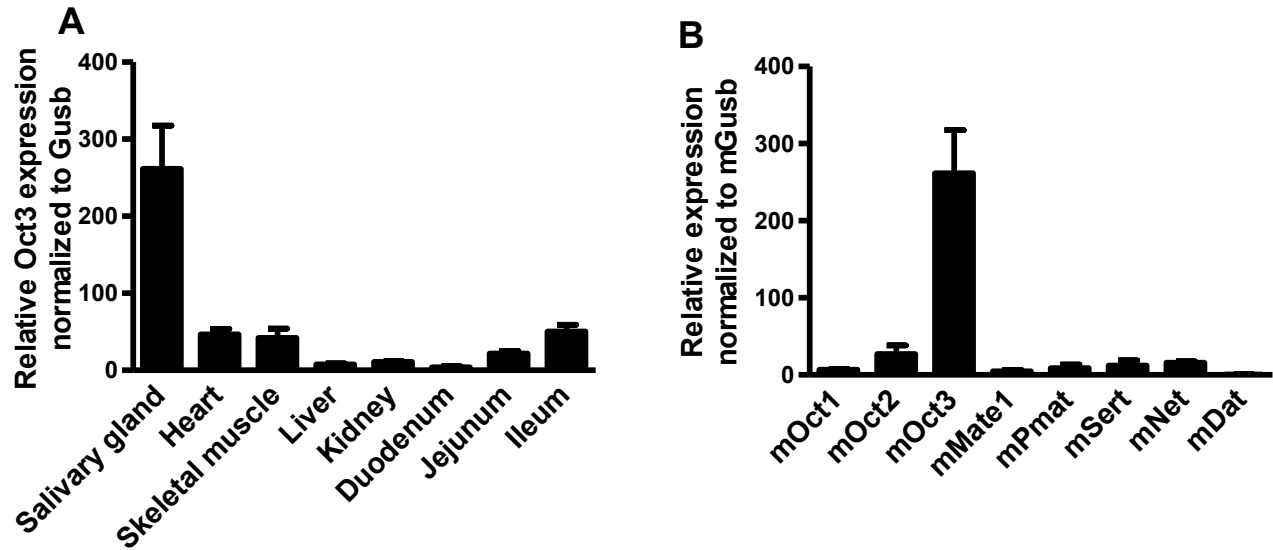 A
Relative Oct3 expression
normalized to Gusb
400
300
200
100
0
Salivary gland
Heart
Skeletal muscle
Liver
Kidney
Duodenum
Jejunum
Ileum
B
Relative expression
normalized to mGusb
400
300
200
100
0
mOct1
mOct2
mOct3
mMate1
mPmat
mSert
mNet
mDat